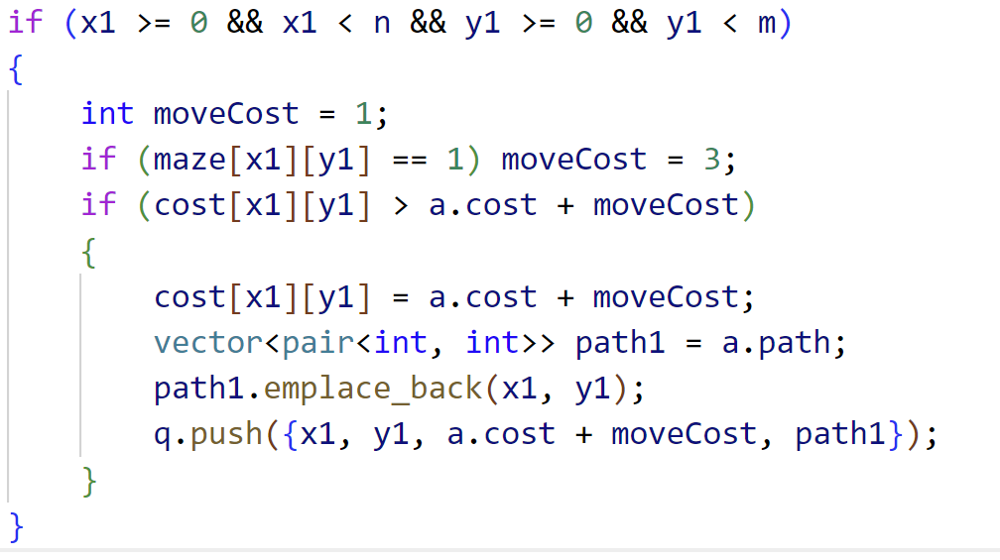 if (x1 >= 0 && x1 < n && y1 >= 0 && y1 < m)
{
    int moveCost = 1;
    if (maze[x1][y1] == 1) moveCost = 3;
    if (cost[x1][y1] > a.cost + moveCost)
    {
        cost[x1][y1] = a.cost + moveCost;
        vector<pair<int, int>> path1 = a.path;
        path1.emplace_back(x1, y1);
        q.push({x1, y1, a.cost + moveCost, path1});
    }
}